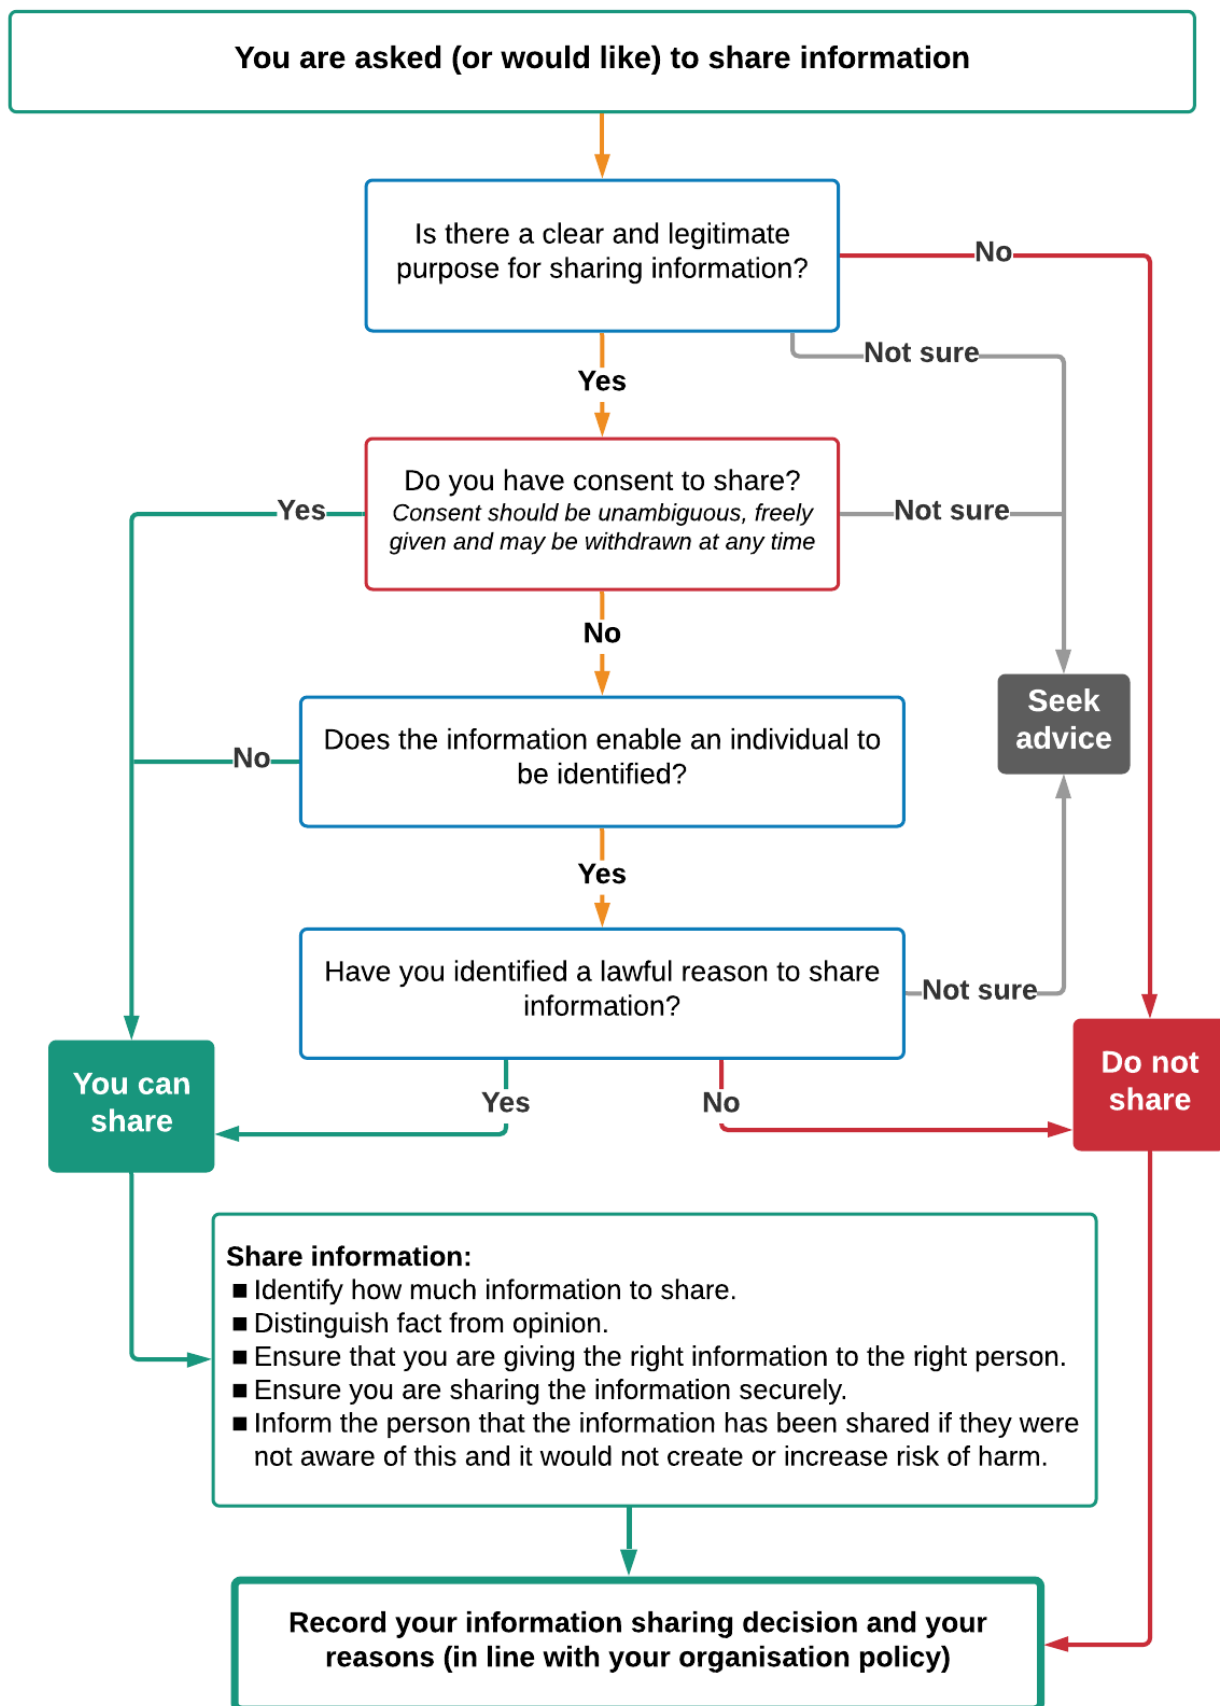 You are asked (or would like) to share information
Is there a clear and legitimate
purpose for sharing information?
No
Not sure
Yes
Do you have consent to share?
Consent should be unambiguous, freely
given and may be withdrawn at any time
Yes
Not sure
No
Does the information enable an individual to
be identified?
No
Seek
advice
Yes
Have you identified a lawful reason to share
information?
Not sure
You can
share
Do not
share
Yes
No
Share information:
■ Identify how much information to share.
■ Distinguish fact from opinion.
■ Ensure that you are giving the right information to the right person.
■ Ensure you are sharing the information securely.
■ Inform the person that the information has been shared if they were
not aware of this and it would not create or increase risk of harm.
Record your information sharing decision and your
reasons (in line with your organisation policy)